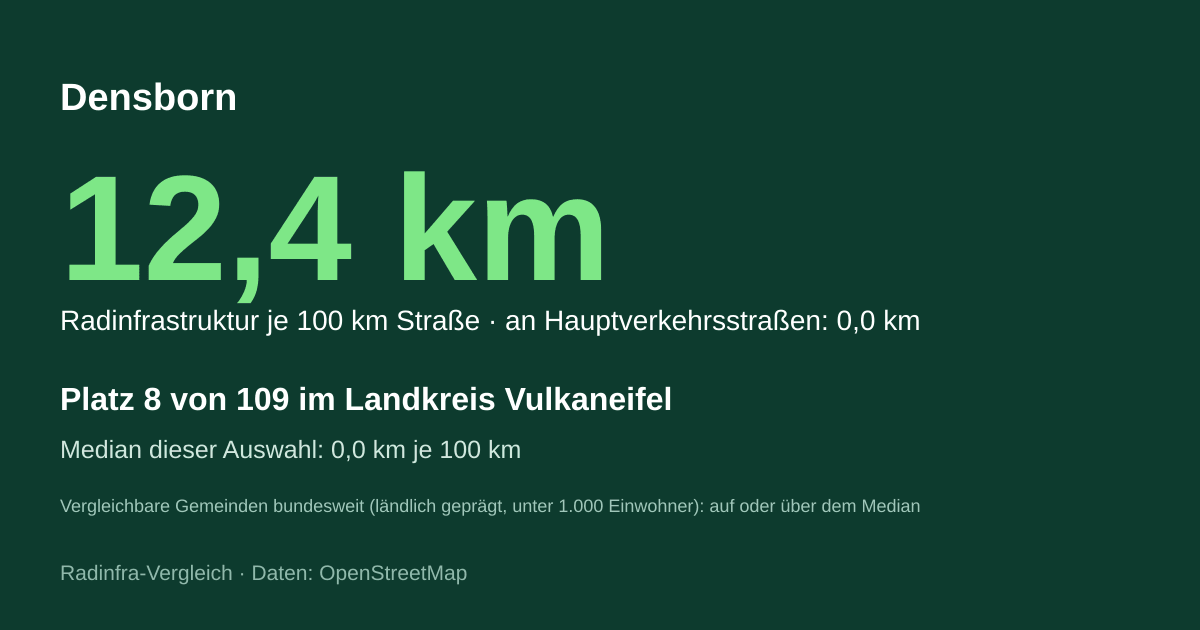 Densborn
12,4 km
Radinfrastruktur je 100 km Straße · an Hauptverkehrsstraßen: 0,0 km
Platz 8 von 109 im Landkreis Vulkaneifel
Median dieser Auswahl: 0,0 km je 100 km
Vergleichbare Gemeinden bundesweit (ländlich geprägt, unter 1.000 Einwohner): auf oder über dem Median
Radinfra-Vergleich · Daten: OpenStreetMap